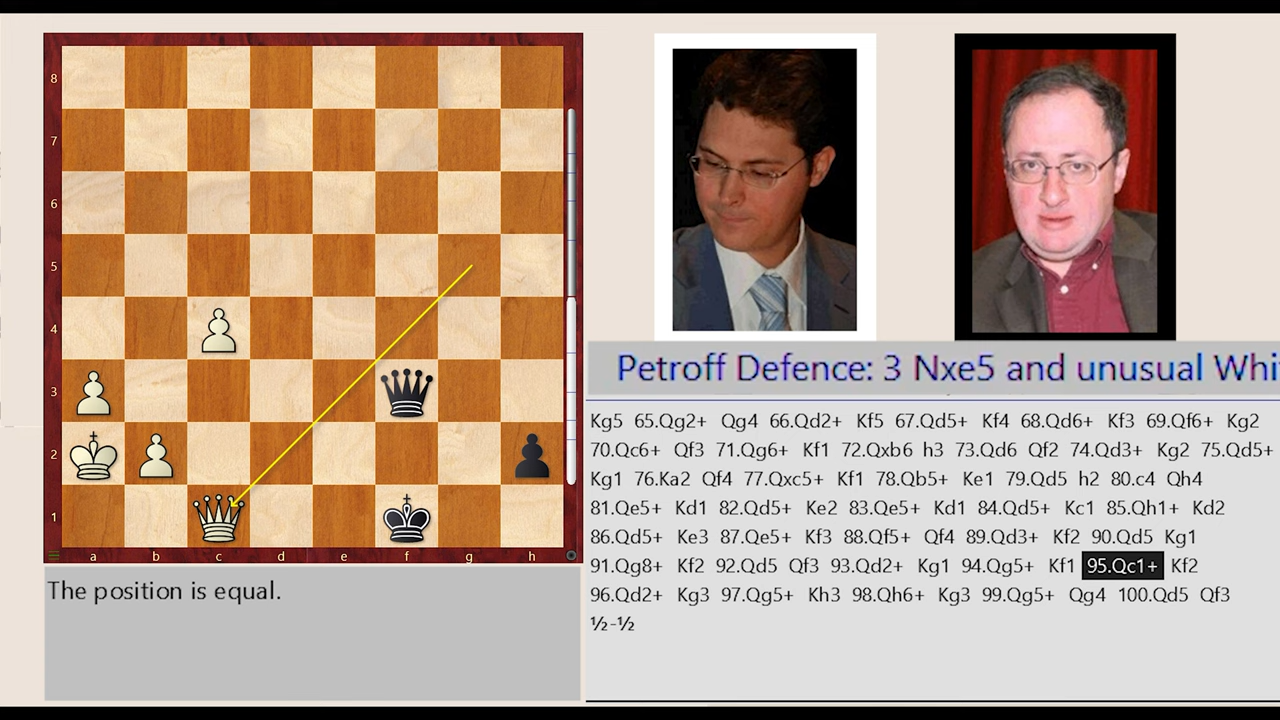 8
7
6
5
4
3
2
1
a b c d e f g h
The position is equal.
Petroff Defence: 3 Nxe5 and unusual Whi
Kg5 65.Qg2+ Qg4 66.Qd2+ Kf5 67.Qd5+ Kf4 68.Qd6+ Kf3 69.Qf6+ Kg2
70.Qc6+ Qf3 71.Qg6+ Kf1 72.Qxb6 h3 73.Qd6 Qf2 74.Qd3+ Kg2 75.Qd5+
Kg1 76.Ka2 Qf4 77.Qxc5+ Kf1 78.Qb5+ Ke1 79.Qd5 h2 80.c4 Qh4
81.Qe5+ Kd1 82.Qd5+ Ke2 83.Qe5+ Kd1 84.Qd5+ Kc1 85.Qh1+ Kd2
86.Qd5+ Ke3 87.Qe5+ Kf3 88.Qf5+ Qf4 89.Qd3+ Kf2 90.Qd5 Kg1
91.Qg8+ Kf2 92.Qd5 Qf3 93.Qd2+ Kg1 94.Qg5+ Kf1 95.Qc1+ Kf2
96.Qd2+ Kg3 97.Qg5+ Kh3 98.Qh6+ Kg3 99.Qg5+ Qg4 100.Qd5 Qf3
½-½